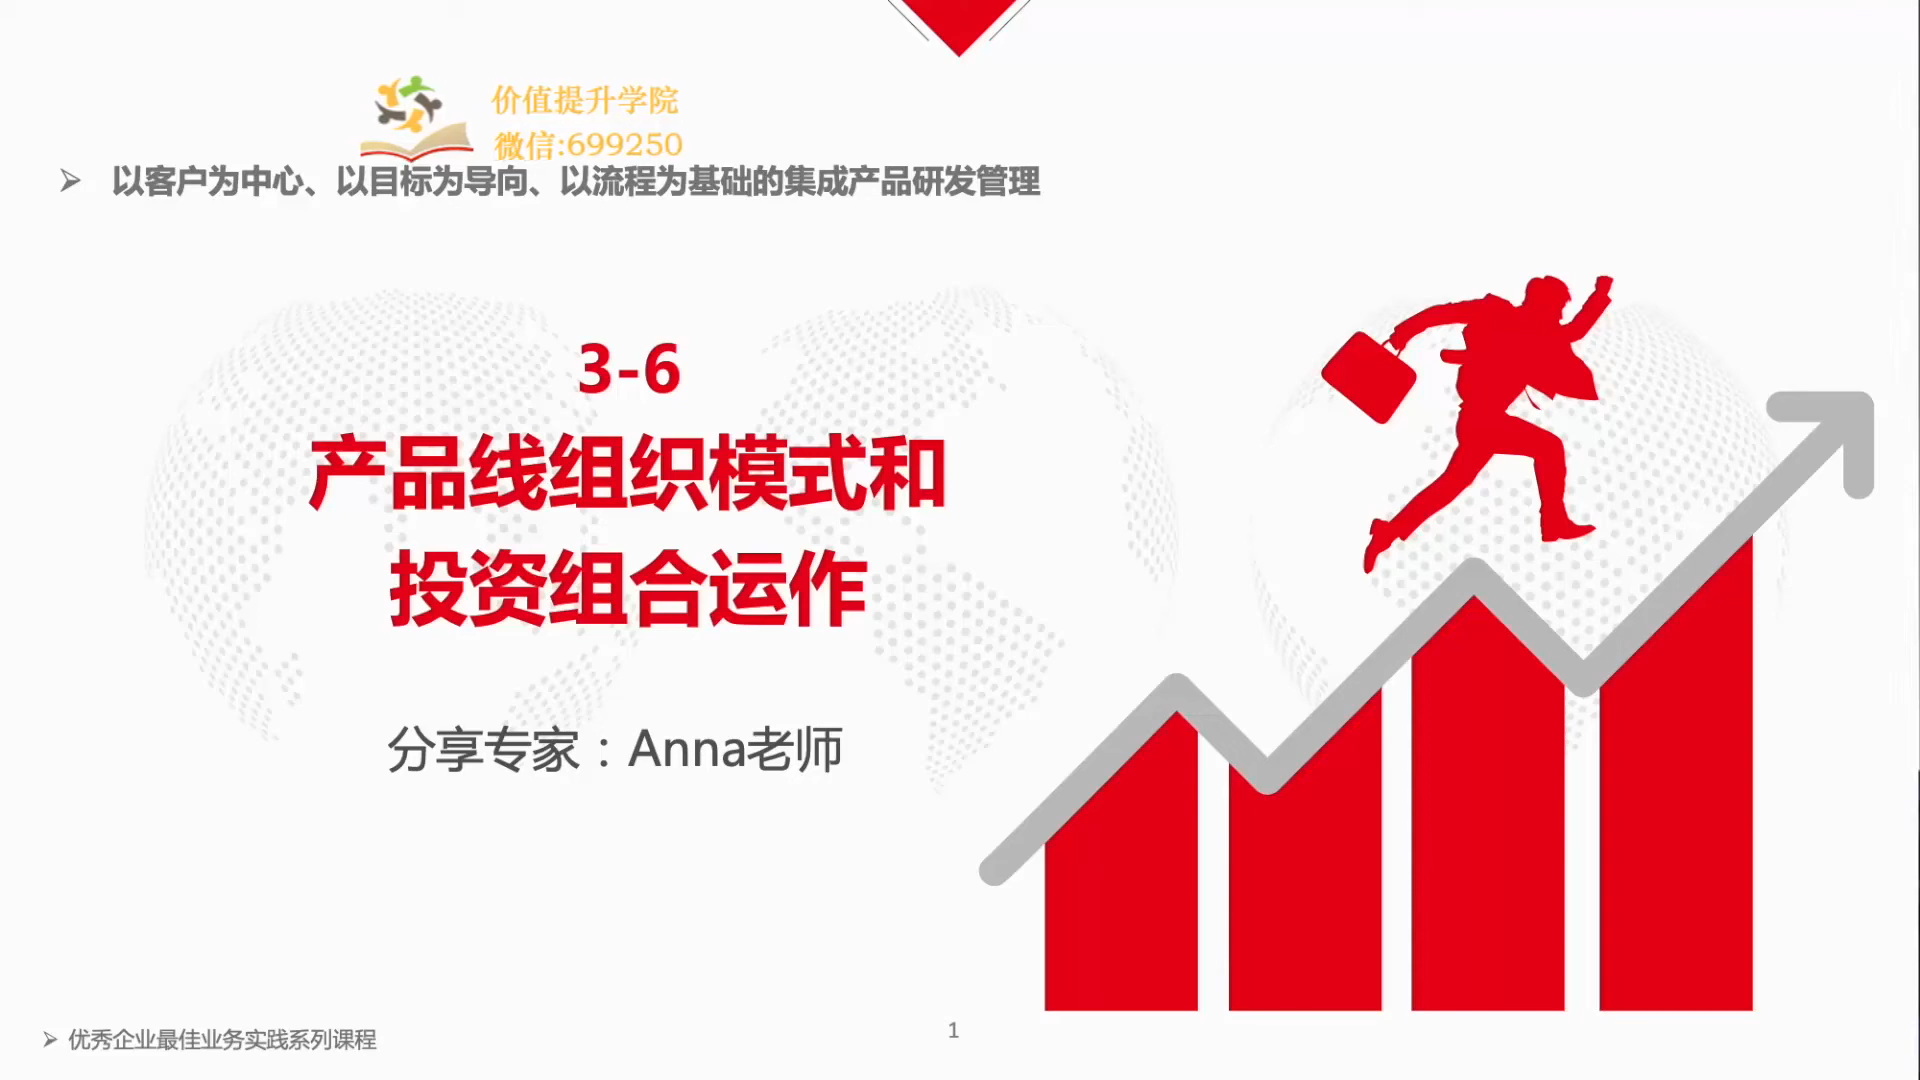 价值提升学院
微信:699250
以客户为中心、以目标为导向、以流程为基础的集成产品研发管理
3-6
产品线组织模式和
投资组合运作
分享专家：Anna老师
优秀企业最佳业务实践系列课程
1